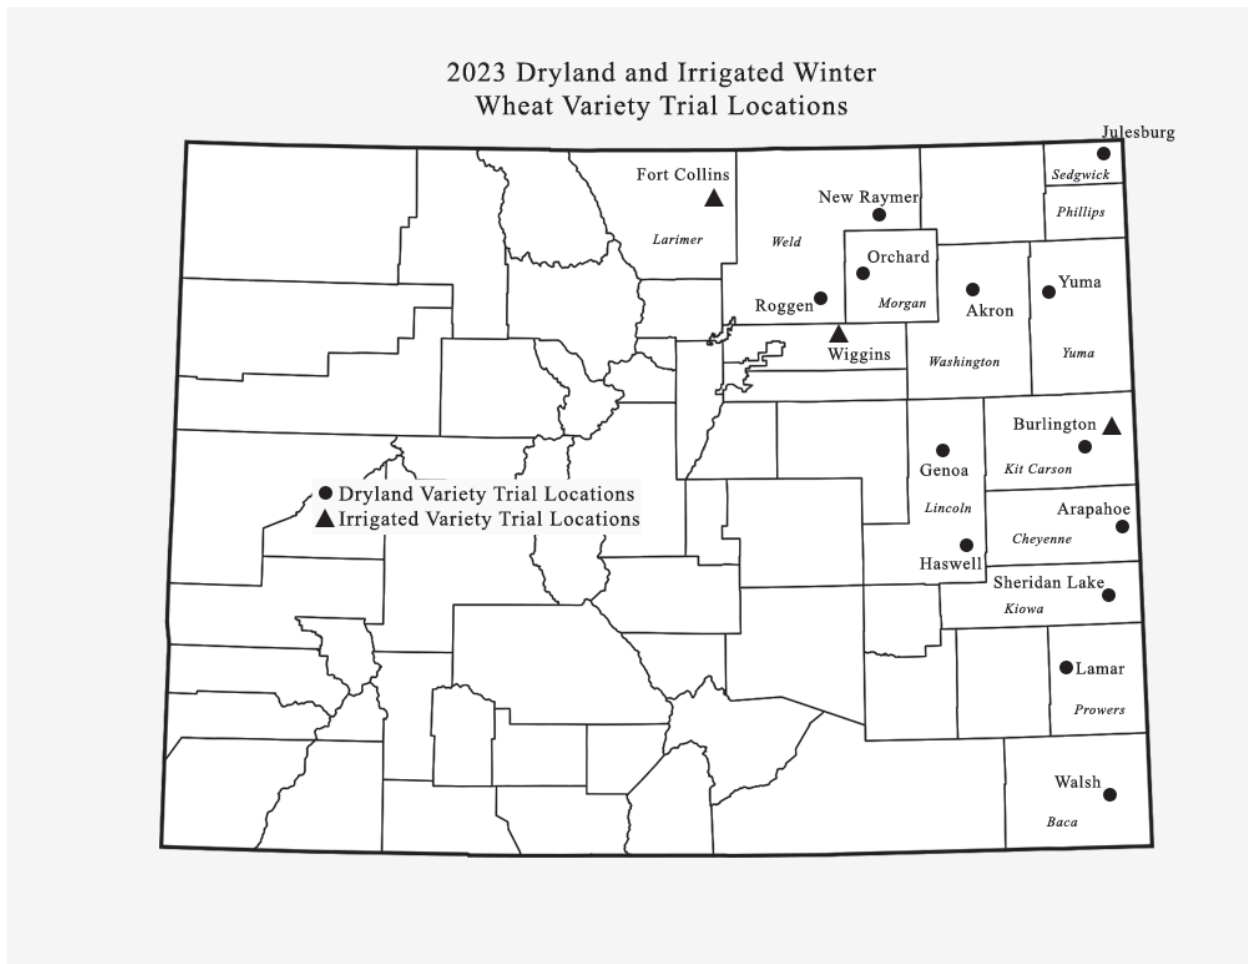 2023 Dryland and Irrigated Winter
Wheat Variety Trial Locations
Julesburg
Sedgwick
Fort Collins
Larimer
New Raymer
Weld
Phillips
Orchard
Morgan
Roggen
Akron
Washington
Yuma
Yuma
Wiggins
Burlington
Kit Carson
Genoa
Lincoln
Dryland Variety Trial Locations
Irrigated Variety Trial Locations
Arapahoe
Cheyenne
Haswell
Sheridan Lake
Kiowa
Lamar
Prowers
Walsh
Baca